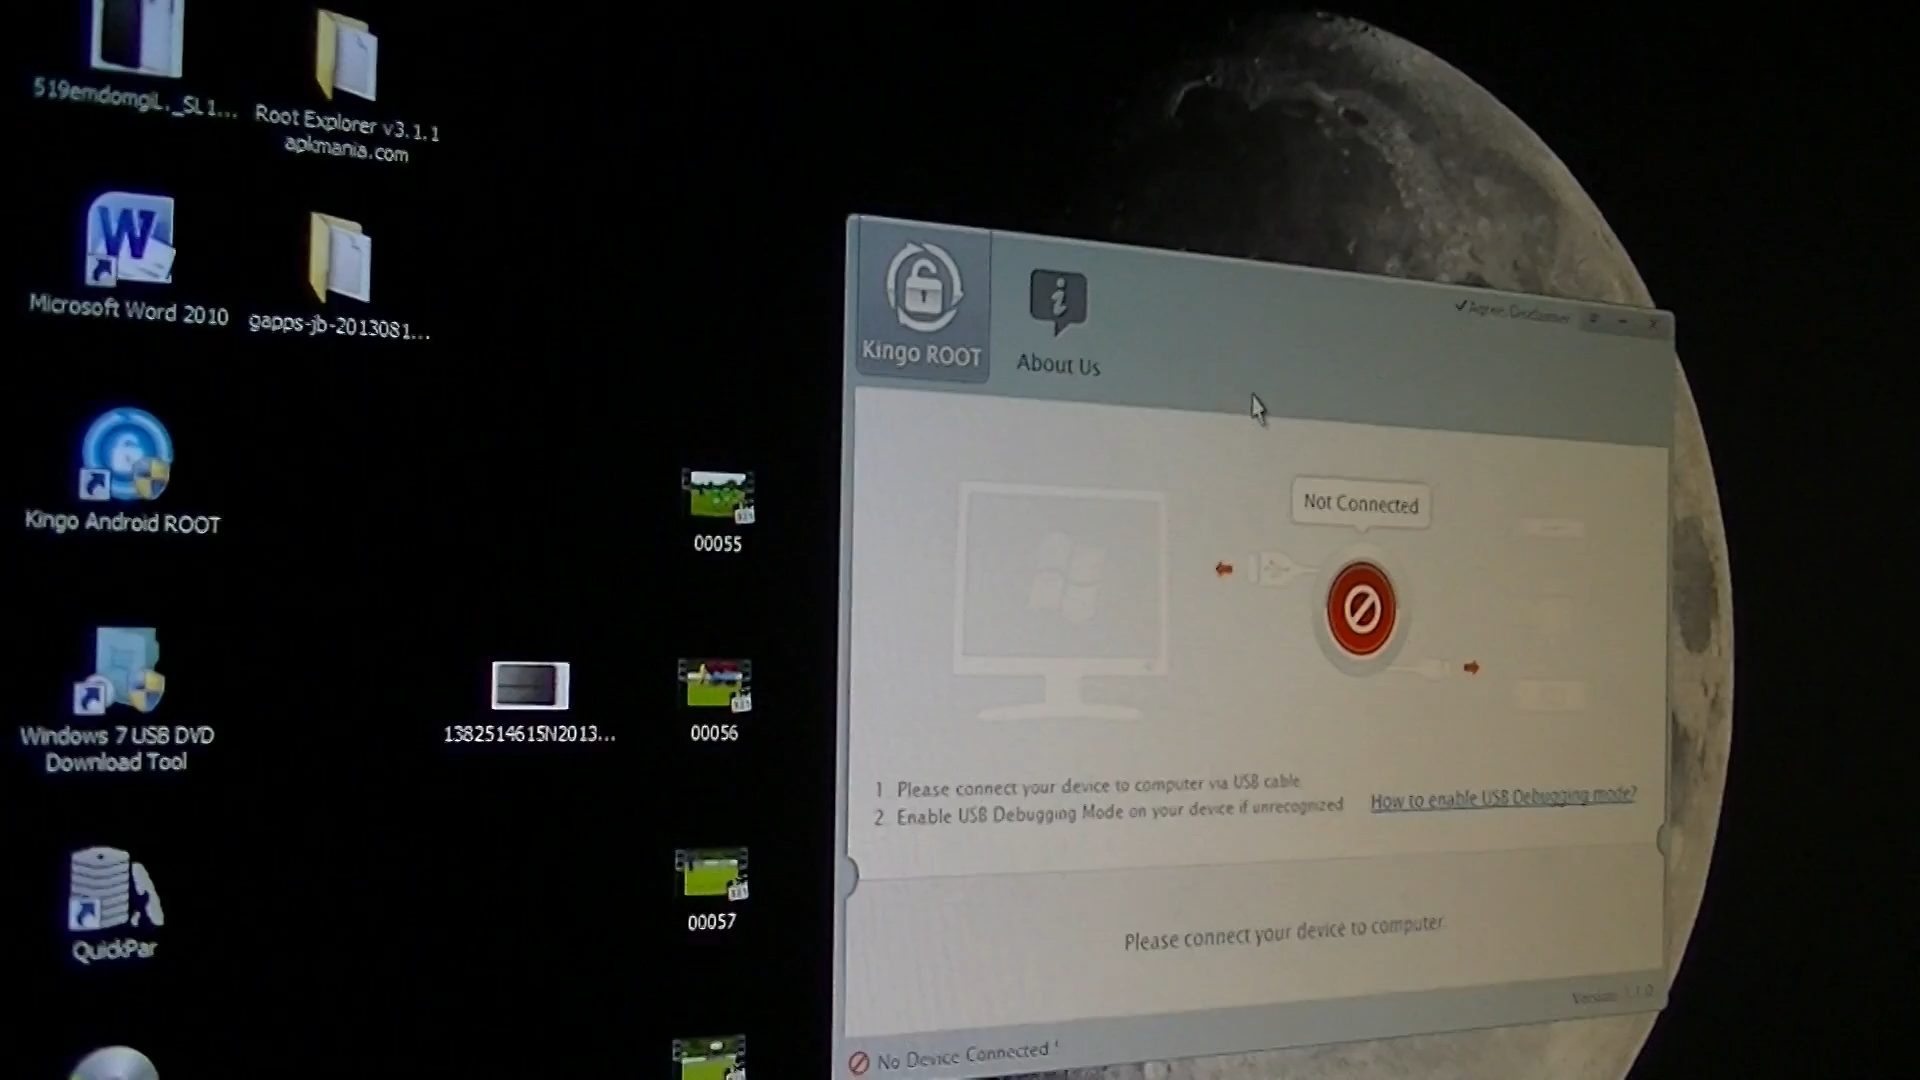 519emdomgiL._SL1...
Root Explorer v3.1.1
apkmania.com
Microsoft Word 2010
gapps-jb-2013081...
Kingo Android ROOT
Windows 7 USB DVD
Download Tool
QuickPar
1382514615N2013...
00055
00056
00057
Kingo ROOT
About Us
Agree Disclaimer
Not Connected
1 Please connect your device to computer via USB cable
2. Enable USB Debugging Mode on your device if unrecognized
How to enable USB Debugging mode?
Please connect your device to computer
Version
No Device Connected !